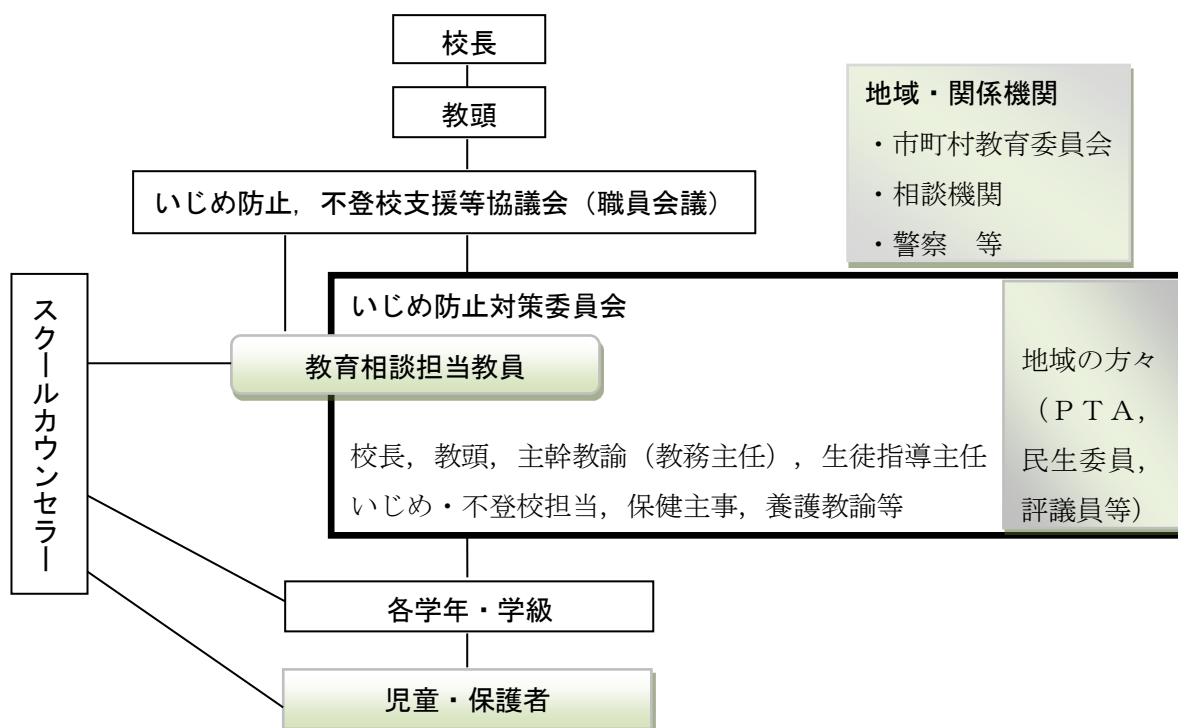 校長
教頭
いじめ防止，不登校支援等協議会（職員会議）
地域・関係機関
・市町村教育委員会
・相談機関
・警察　等
スクールカウンセラー
いじめ防止対策委員会
教育相談担当教員
校長，教頭，主幹教諭（教務主任），生徒指導主任
いじめ・不登校担当，保健主事，養護教諭等
地域の方々
（ＰＴＡ，
民生委員，
評議員等）
各学年・学級
児童・保護者